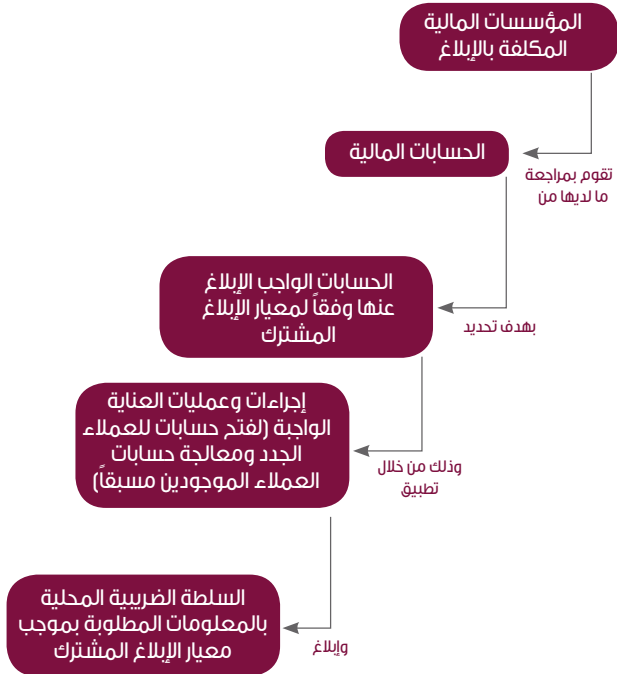 المؤسسات المالية
المكلفة بالإبلاغ
تقوم بمراجعة
ما لديها من
الحسابات المالية
بهدف تحديد
الحسابات الواجب الإبلاغ
عنها وفقاً لمعيار الإبلاغ
المشترك
وذلك من خلال
تطبيق
إجراءات وعمليات العناية
الواجبة (لفتح حسابات للعملاء
الجدد ومعالجة حسابات
العملاء الموجودين مسبقاً)
وإبلاغ
السلطة الضريبية المحلية
بالمعلومات المطلوبة بموجب
معيار الإبلاغ المشترك